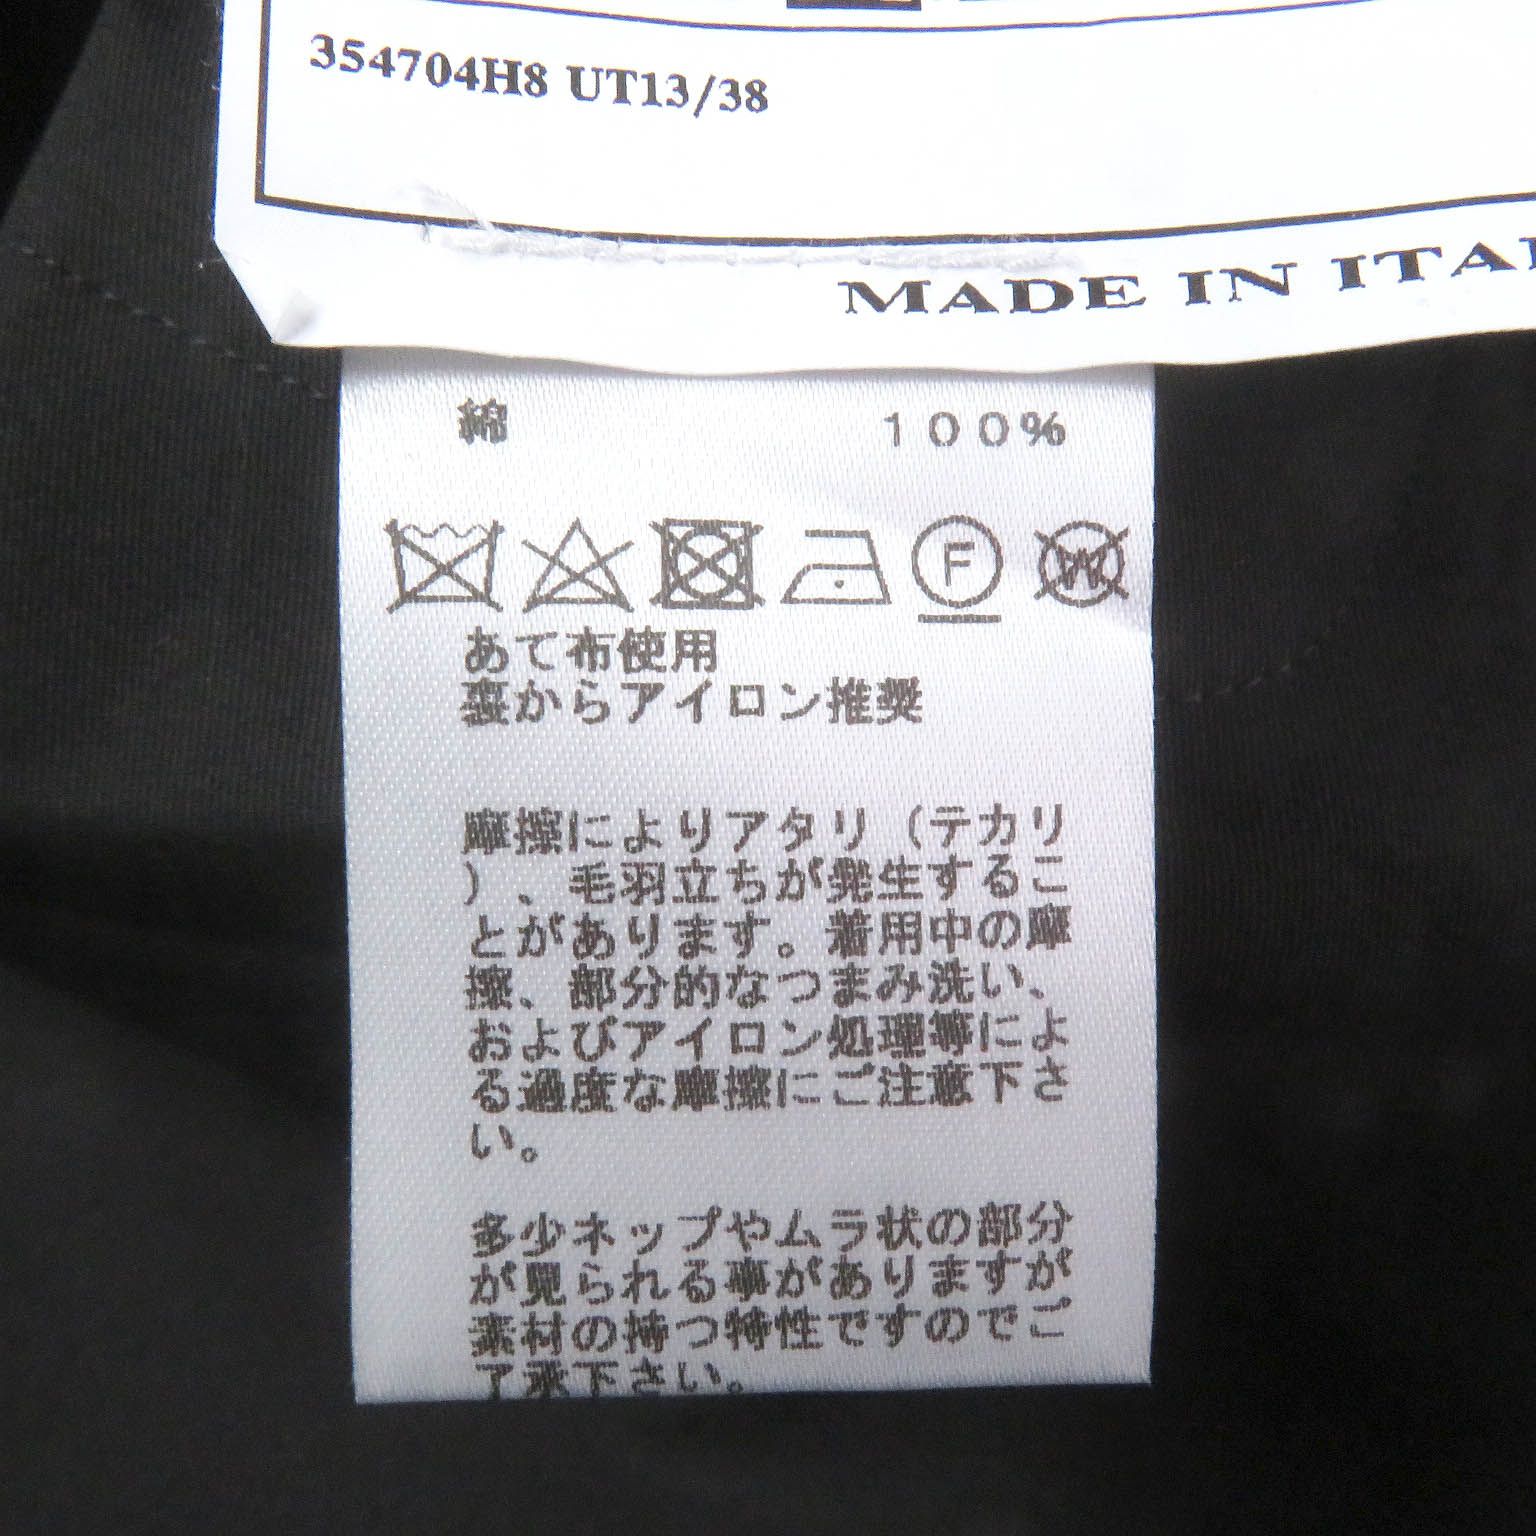 354704H8 UT13/38
MADE IN ITA
綿 100%
F W
あて布使用
裏からアイロン推奨
摩擦によりアタリ（テカリ
）、毛羽立ちが発生するこ
とがあります。着用中の摩
擦、部分的なつまみ洗い、
およびアイロン処理等によ
る過度な摩擦にご注意下さ
い。
多少ネップやムラ状の部分
が見られる事がありますが
素材の持つ特性ですのでご
了承下さい。